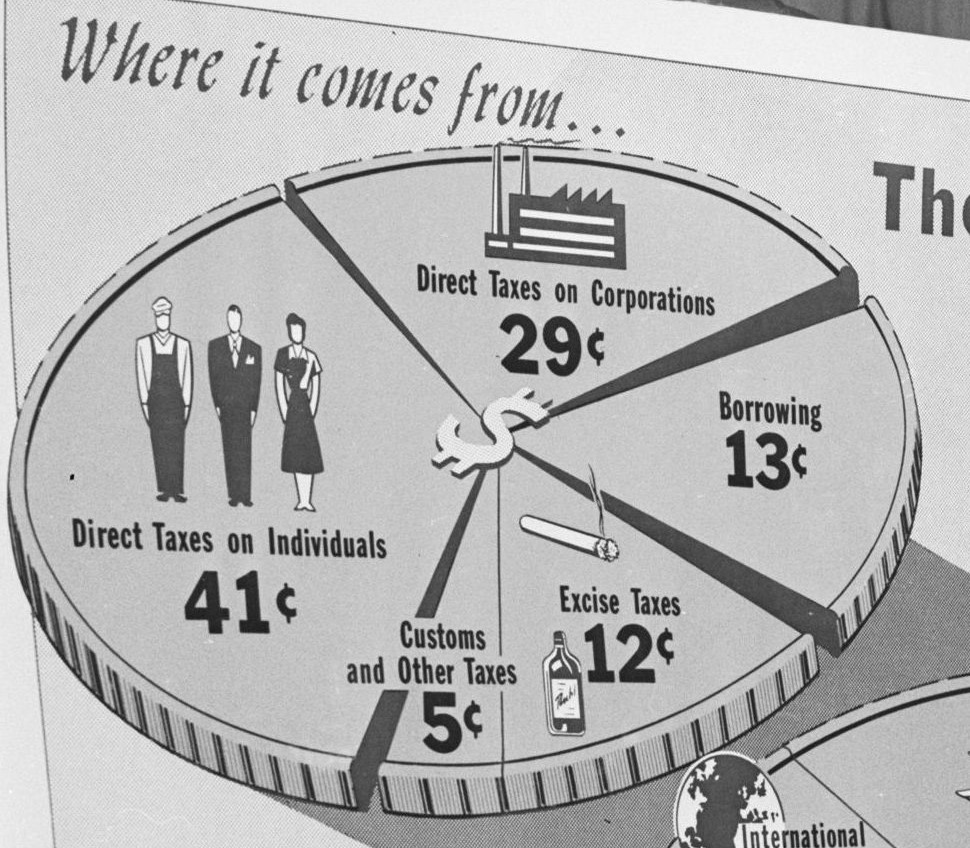 Where it comes from...
The
Direct Taxes on Corporations
29¢
$
Borrowing
13¢
Direct Taxes on Individuals
41¢
Excise Taxes
12¢
Customs
and Other Taxes
5¢
International